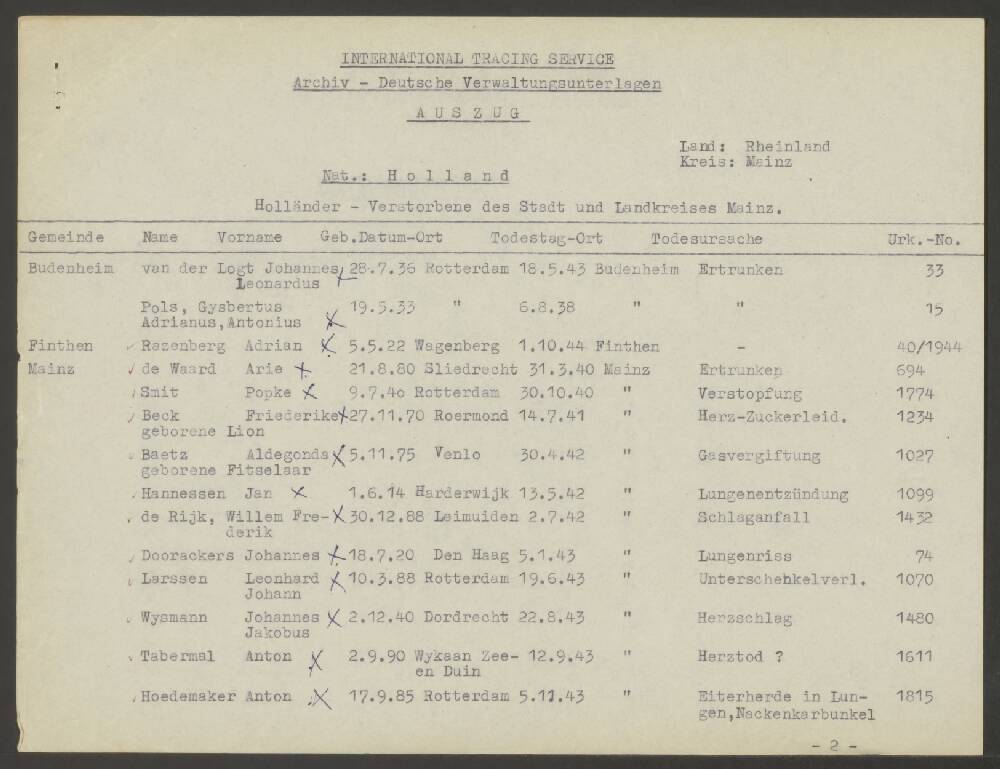 INTERNATIONAL TRACING SERVICE
Archiv - Deutsche Verwaltungsunterlagen
A U S Z U G
Land: Rheinland
Kreis: Mainz
Nat.: H o l l a n d
Holländer - Verstorbene des Stadt und Landkreises Mainz.
Gemeinde Name Vorname Geb.Datum-Ort Todestag-Ort Todesursache Urk.-No.
Budenheim van der Logt Johannes, 28.7.36 Rotterdam 18.5.43 Budenheim Ertrunken 33
Leonardus
Pols, Gysbertus 19.5.33 " 6.8.38 " " 15
Adrianus,Antonius
Finthen Razenberg Adrian 5.5.22 Wagenberg 1.10.44 Finthen - 40/1944
Mainz de Waard Arie 21.8.80 Sliedrecht 31.3.40 Mainz Ertrunken 694
Smit Popke 9.7.40 Rotterdam 30.10.40 " Verstopfung 1774
Beck Friederike 27.11.70 Roermond 14.7.41 " Herz-Zuckerleid. 1234
geborene Lion
Baetz Aldegonda 5.11.75 Venlo 30.4.42 " Gasvergiftung 1027
geborene Fitselaar
Hannessen Jan 1.6.14 Harderwijk 13.5.42 " Lungenentzündung 1099
de Rijk, Willem Fre- 30.12.88 Leimuiden 2.7.42 " Schlaganfall 1432
derik
Doorackers Johannes 18.7.20 Den Haag 5.1.43 " Lungenriss 74
Larssen Leonhard 10.3.88 Rotterdam 19.6.43 " Unterschehkelverl. 1070
Johann
Wysmann Johannes 2.12.40 Dordrecht 22.8.43 " Herzschlag 1480
Jakobus
Tabermal Anton 2.9.90 Wykaan Zee- 12.9.43 " Herztod ? 1611
en Duin
Hoedemaker Anton 17.9.85 Rotterdam 5.11.43 " Eiterherde in Lun- 1815
gen,Nackenkarbunkel
- 2 -